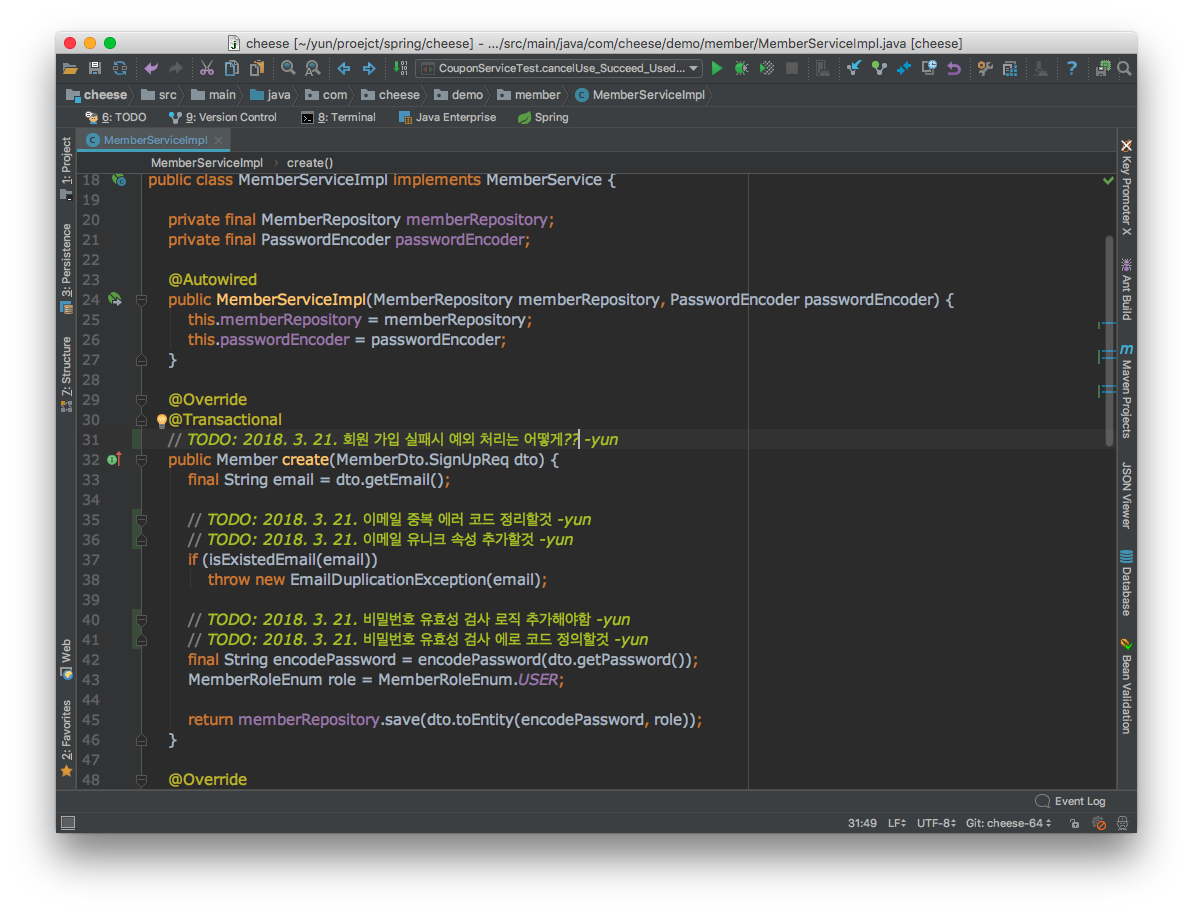 cheese [~/yun/proejct/spring/cheese] - .../src/main/java/com/cheese/demo/member/MemberServiceImpl.java [cheese]
CouponServiceTest.cancelUse_Succeed_Used...
cheese src main java com cheese demo member MemberServiceImpl
6: TODO 9: Version Control 8: Terminal Java Enterprise Spring
MemberServiceImpl
MemberServiceImpl › create()
18 public class MemberServiceImpl implements MemberService {
19
20 private final MemberRepository memberRepository;
21 private final PasswordEncoder passwordEncoder;
22
23 @Autowired
24 public MemberServiceImpl(MemberRepository memberRepository, PasswordEncoder passwordEncoder) {
25 this.memberRepository = memberRepository;
26 this.passwordEncoder = passwordEncoder;
27 }
28
29 @Override
30 @Transactional
31 // TODO: 2018. 3. 21. 회원 가입 실패시 예외 처리는 어떻게?? -yun
32 public Member create(MemberDto.SignUpReq dto) {
33 final String email = dto.getEmail();
34
35 // TODO: 2018. 3. 21. 이메일 중복 에러 코드 정리할것 -yun
36 // TODO: 2018. 3. 21. 이메일 유니크 속성 추가할것 -yun
37 if (isExistedEmail(email))
38 throw new EmailDuplicationException(email);
39
40 // TODO: 2018. 3. 21. 비밀번호 유효성 검사 로직 추가해야함 -yun
41 // TODO: 2018. 3. 21. 비밀번호 유효성 검사 에로 코드 정의할것 -yun
42 final String encodePassword = encodePassword(dto.getPassword());
43 MemberRoleEnum role = MemberRoleEnum.USER;
44
45 return memberRepository.save(dto.toEntity(encodePassword, role));
46 }
47
48 @Override
1: Project
3: Persistence
7: Structure
Web
2: Favorites
Key Promoter X
Ant Build
Maven Projects
JSON Viewer
Database
Bean Validation
Event Log
31:49 LF UTF-8 Git: cheese-64